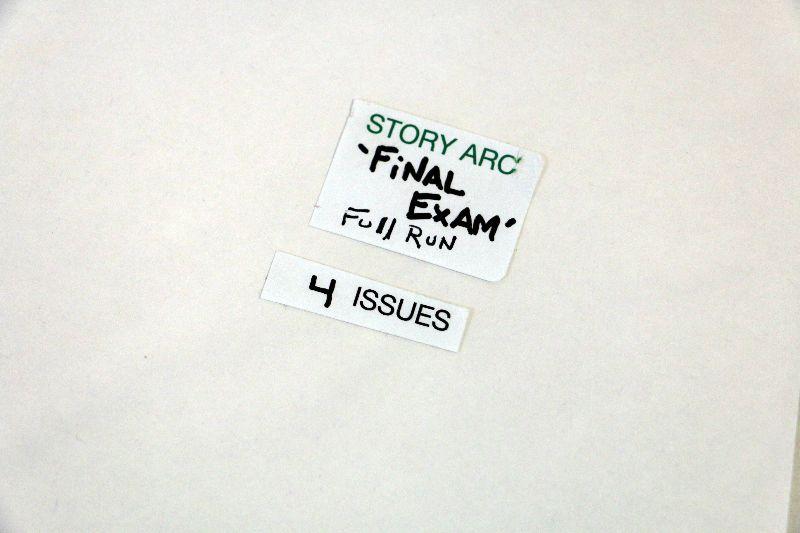 STORY ARC
'FiNAL
EXAM'
Full RUN
4 ISSUES